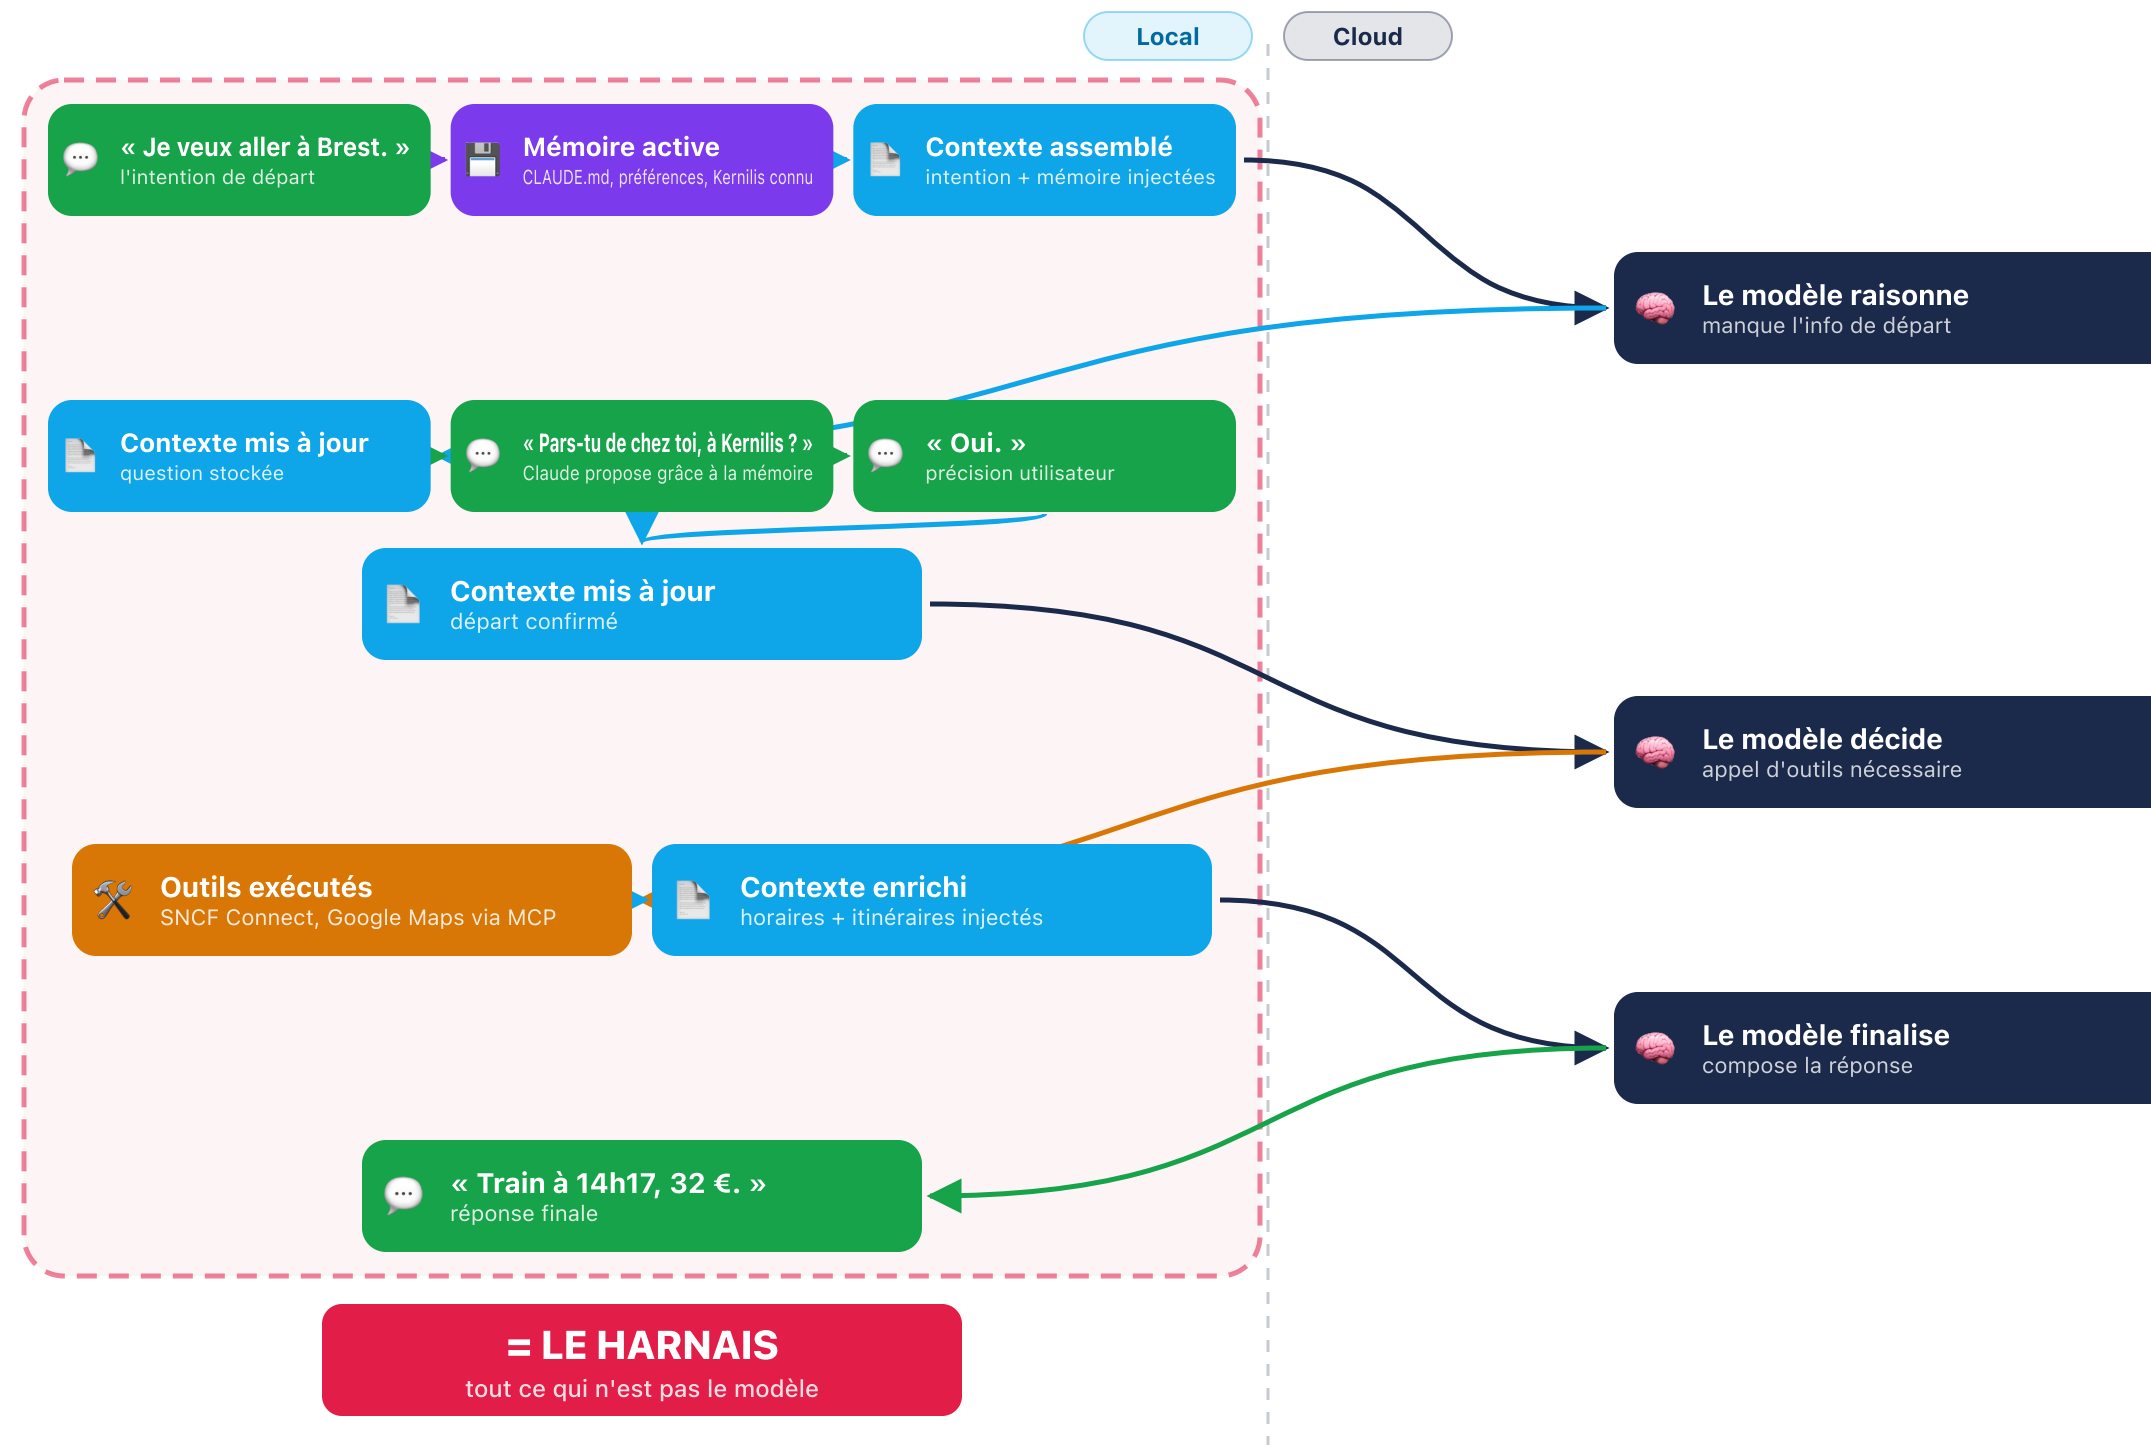 Local
Cloud
« Je veux aller à Brest. »
l'intention de départ
Mémoire active
CLAUDE.md, préférences, Kernilis connu
Contexte assemblé
intention + mémoire injectées
Le modèle raisonne
manque l'info de départ
Contexte mis à jour
question stockée
« Pars-tu de chez toi, à Kernilis ? »
Claude propose grâce à la mémoire
« Oui. »
précision utilisateur
Contexte mis à jour
départ confirmé
Le modèle décide
appel d'outils nécessaire
Outils exécutés
SNCF Connect, Google Maps via MCP
Contexte enrichi
horaires + itinéraires injectés
Le modèle finalise
compose la réponse
« Train à 14h17, 32 €. »
réponse finale
= LE HARNAIS
tout ce qui n'est pas le modèle